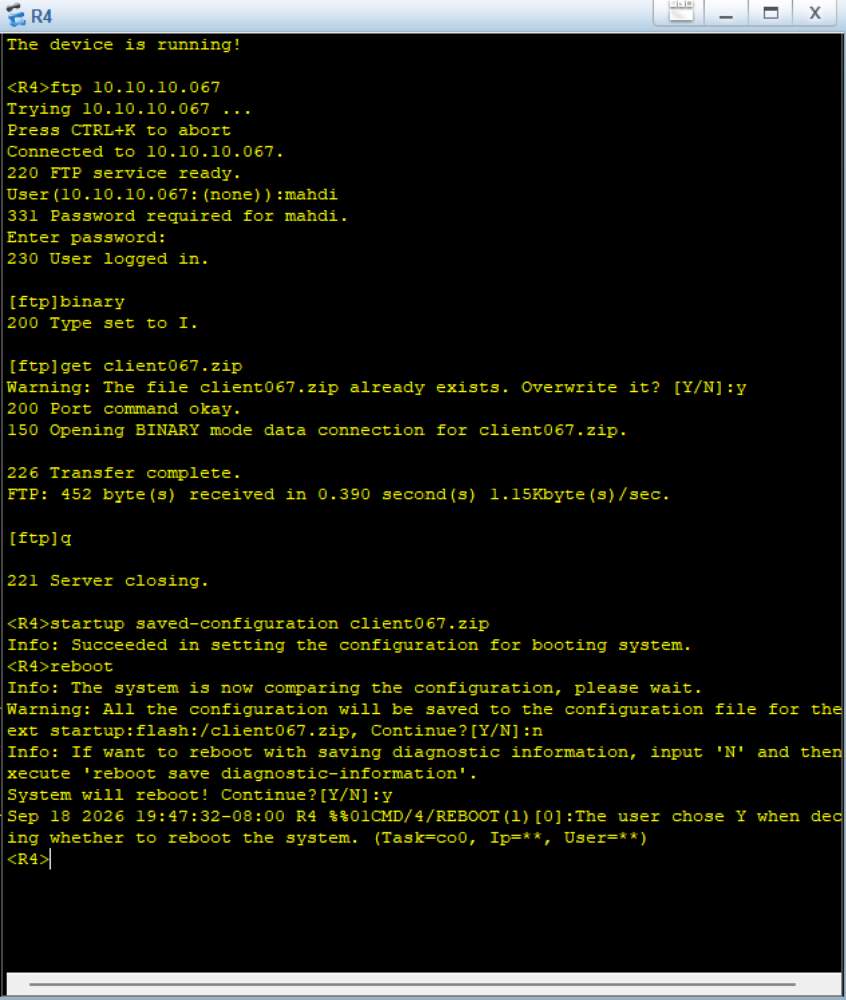 R4
The device is running!
<R4>ftp 10.10.10.067
Trying 10.10.10.067 ...
Press CTRL+K to abort
Connected to 10.10.10.067.
220 FTP service ready.
User(10.10.10.067:(none)):mahdi
331 Password required for mahdi.
Enter password:
230 User logged in.
[ftp]binary
200 Type set to I.
[ftp]get client067.zip
Warning: The file client067.zip already exists. Overwrite it? [Y/N]:y
200 Port command okay.
150 Opening BINARY mode data connection for client067.zip.
226 Transfer complete.
FTP: 452 byte(s) received in 0.390 second(s) 1.15Kbyte(s)/sec.
[ftp]q
221 Server closing.
<R4>startup saved-configuration client067.zip
Info: Succeeded in setting the configuration for booting system.
<R4>reboot
Info: The system is now comparing the configuration, please wait.
Warning: All the configuration will be saved to the configuration file for the
ext startup:flash:/client067.zip, Continue?[Y/N]:n
Info: If want to reboot with saving diagnostic information, input 'N' and then
xecute 'reboot save diagnostic-information'.
System will reboot! Continue?[Y/N]:y
Sep 18 2026 19:47:32-08:00 R4 %%01CMD/4/REBOOT(l)[0]:The user chose Y when dec
ing whether to reboot the system. (Task=co0, Ip=**, User=**)
<R4>